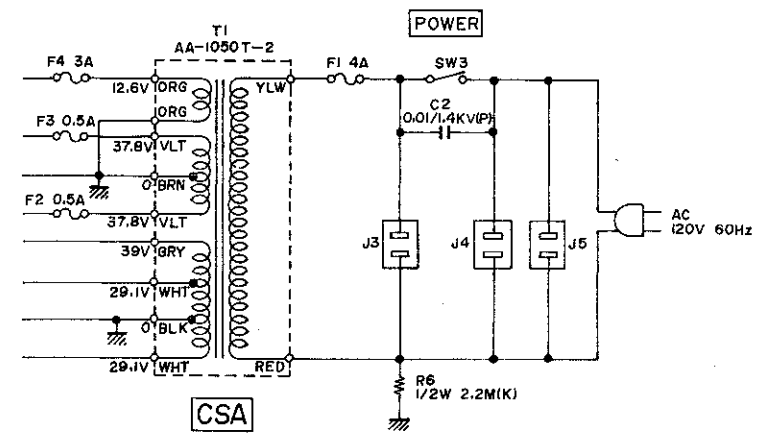 POWER
T1
AA-1050T-2
F4 3A
12.6V ORG
YLW
F1 4A
SW3
ORG
C2
0.01/1.4KV(P)
F3 0.5A
37.8V VLT
0 BRN
F2 0.5A
37.8V VLT
AC
120V 60Hz
J3
J4
J5
39V GRY
29.1V WHT
0 BLK
29.1V WHT
RED
R6
1/2W 2.2M(K)
CSA